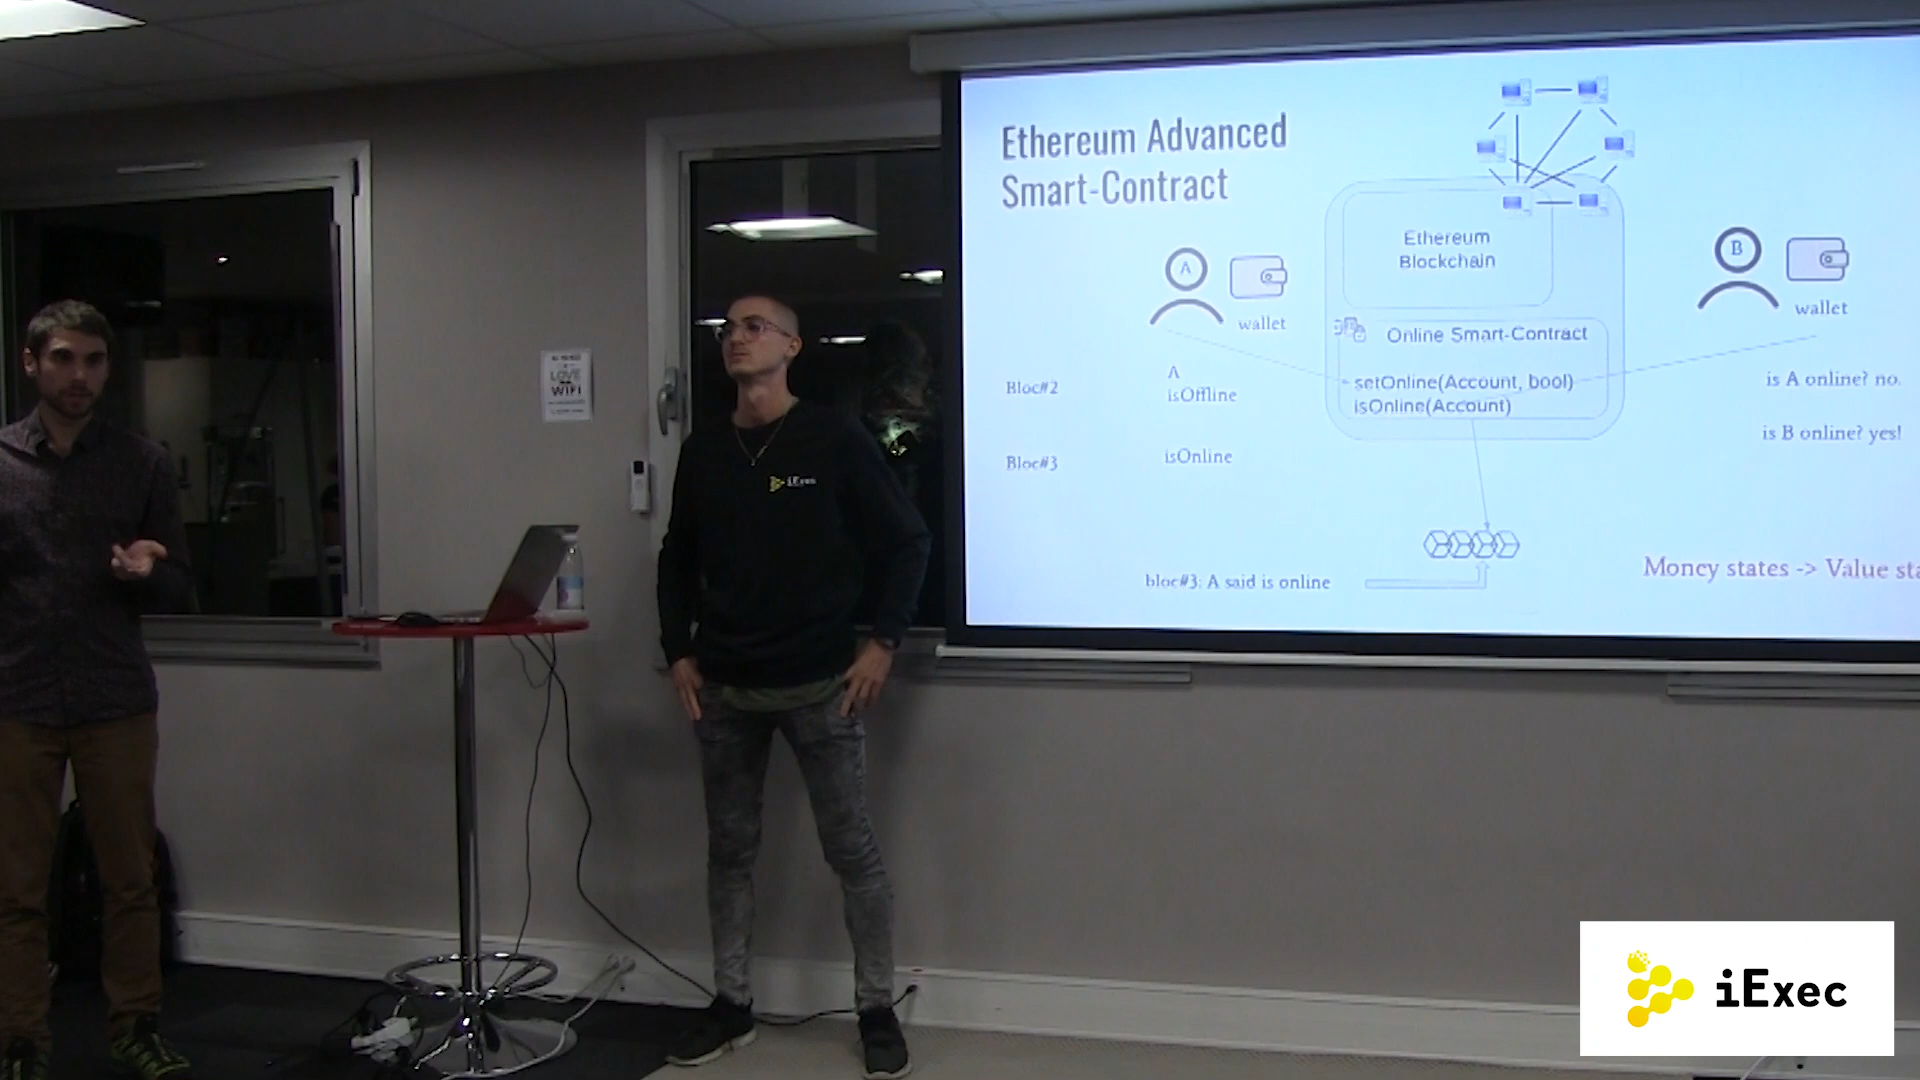 Ethereum Advanced
Smart-Contract
Ethereum
Blockchain
A
wallet
B
wallet
Online Smart-Contract
setOnline(Account, bool)
isOnline(Account)
Bloc#2
A
isOffline
is A online? no.
is B online? yes!
Bloc#3
isOnline
bloc#3: A said is online
Money states -> Value sta
LOVE
WIFI
iExec
iExec